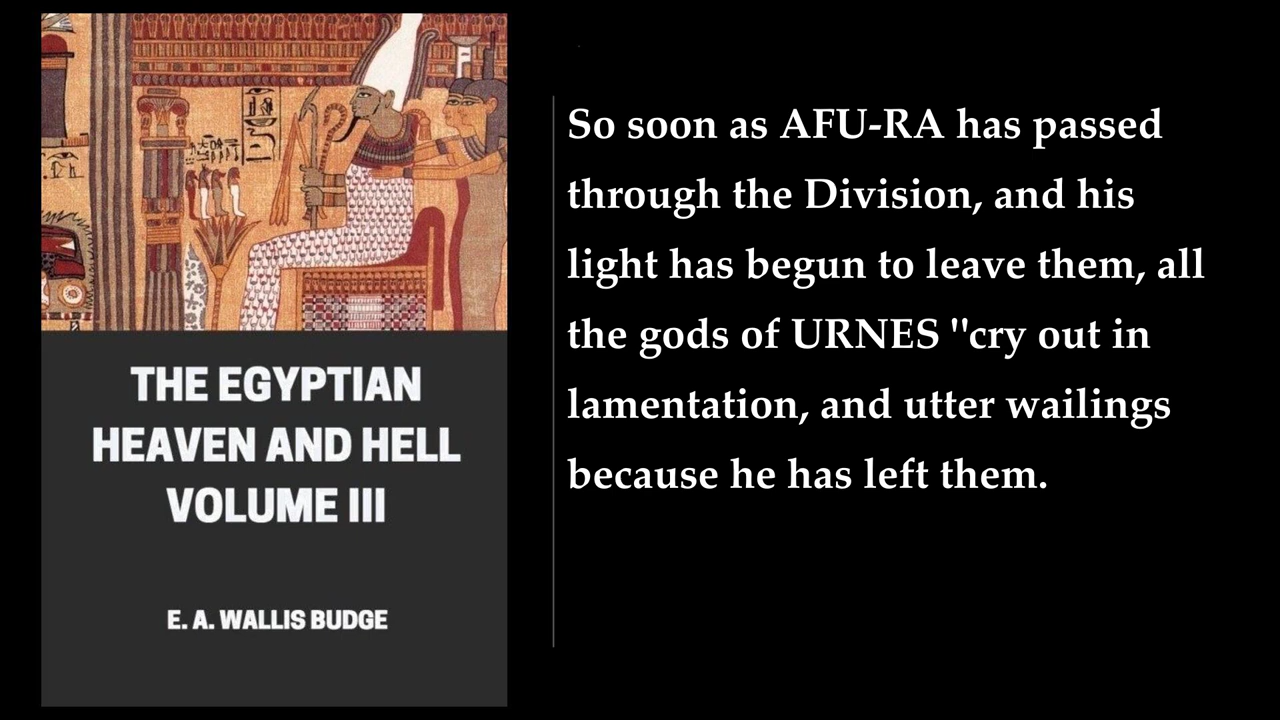 THE EGYPTIAN
HEAVEN AND HELL
VOLUME III
E. A. WALLIS BUDGE
So soon as AFU-RA has passed
through the Division, and his
light has begun to leave them, all
the gods of URNES "cry out in
lamentation, and utter wailings
because he has left them.